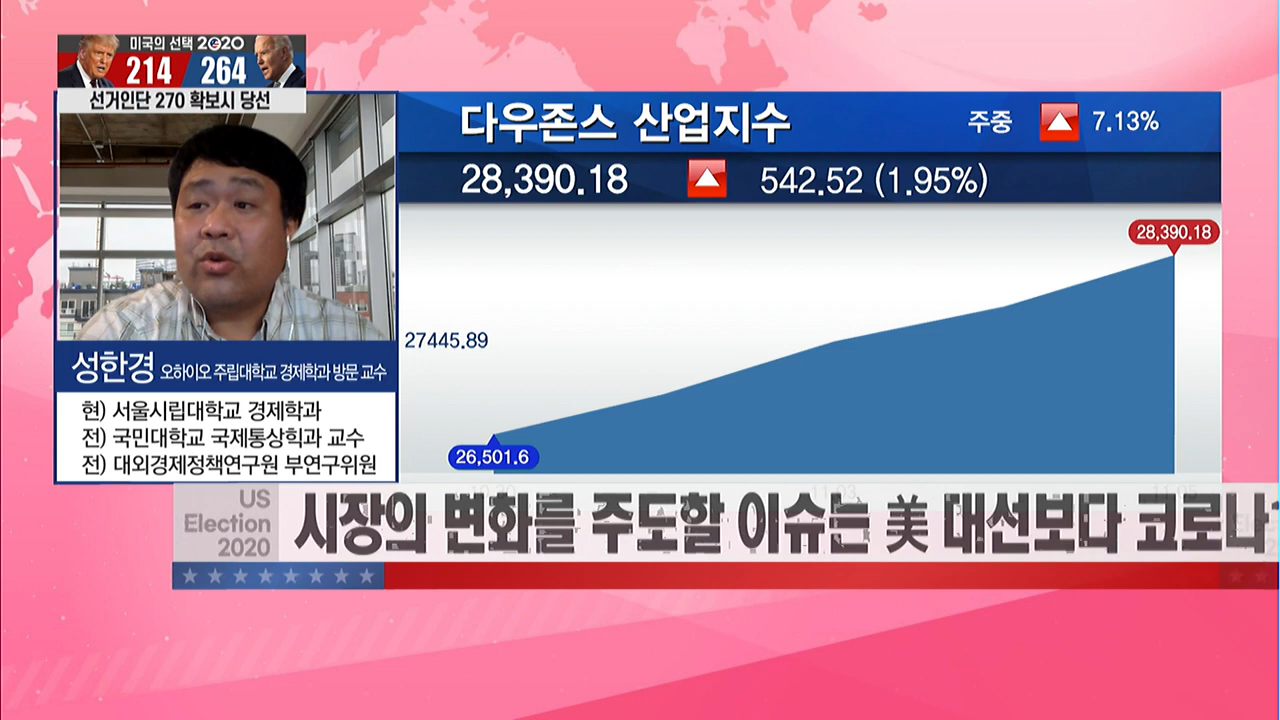 미국의 선택 2020
214 264
선거인단 270 확보시 당선
다우존스 산업지수
주중 7.13%
28,390.18 542.52 (1.95%)
28,390.18
27445.89
26,501.6
성한경 오하이오 주립대학교 경제학과 방문 교수
현) 서울시립대학교 경제학과
전) 국민대학교 국제통상학과 교수
전) 대외경제정책연구원 부연구위원
11.03
US
Election
2020
시장의 변화를 주도할 이슈는 美 대선보다 코로나